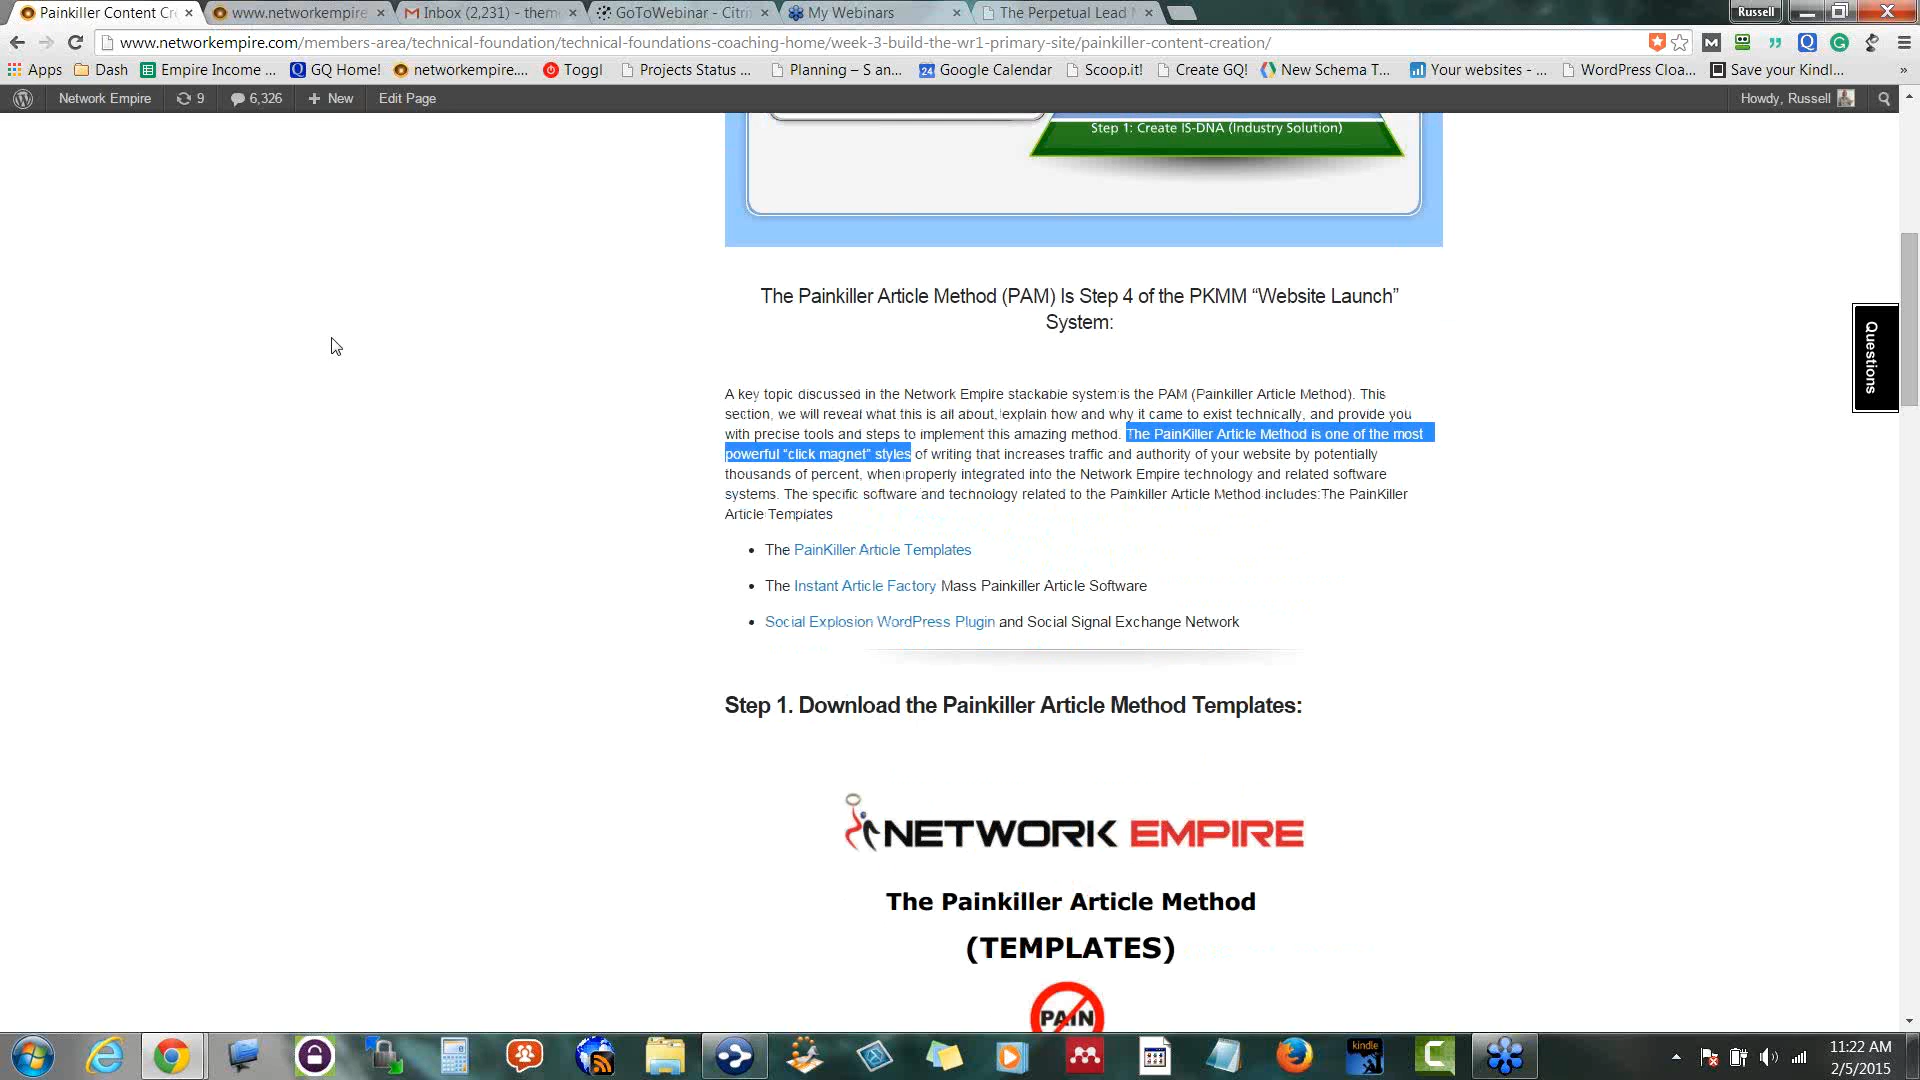 Painkiller Content Cr
www.networkempire
Inbox (2,231) - them
GoToWebinar - Citri
My Webinars
The Perpetual Lead
Russell
www.networkempire.com/members-area/technical-foundation/technical-foundations-coaching-home/week-3-build-the-wr1-primary-site/painkiller-content-creation/
Apps Dash Empire Income ... GQ Home! networkempire.... Toggl Projects Status ... Planning – S an... Google Calendar Scoop.it! Create GQ! New Schema T... Your websites - ... WordPress Cloa... Save your Kindl... »
Network Empire 9 6,326 + New Edit Page Howdy, Russell
Step 1: Create IS-DNA (Industry Solution)
The Painkiller Article Method (PAM) Is Step 4 of the PKMM “Website Launch”
System:
Questions
A key topic discussed in the Network Empire stackable system is the PAM (Painkiller Article Method). This
section, we will reveal what this is all about, explain how and why it came to exist technically, and provide you
with precise tools and steps to implement this amazing method. The PainKiller Article Method is one of the most
powerful “click magnet” styles of writing that increases traffic and authority of your website by potentially
thousands of percent, when properly integrated into the Network Empire technology and related software
systems. The specific software and technology related to the Painkiller Article Method includes:The PainKiller
Article Templates
• The PainKiller Article Templates
• The Instant Article Factory Mass Painkiller Article Software
• Social Explosion WordPress Plugin and Social Signal Exchange Network
Step 1. Download the Painkiller Article Method Templates:
NETWORK EMPIRE
The Painkiller Article Method
(TEMPLATES)
PAIN
kindle
11:22 AM
2/5/2015